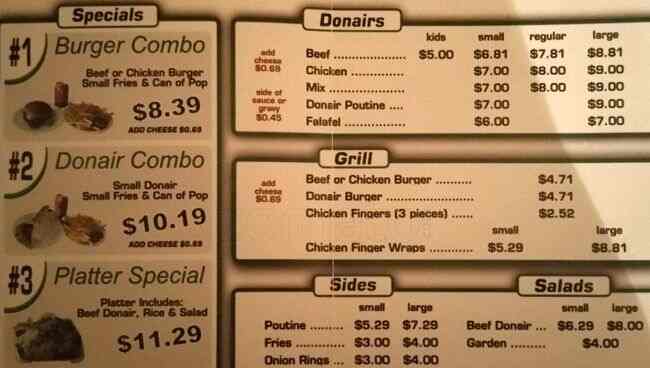 Specials
#1 Burger Combo
Beef or Chicken Burger
Small Fries & Can of Pop
$8.39
ADD CHEESE $0.69
#2 Donair Combo
Small Donair
Small Fries & Can of Pop
$10.19
ADD CHEESE $0.69
#3 Platter Special
Platter Includes:
Beef Donair, Rice & Salad
$11.29
Donairs
kids small regular large
add
cheese
$0.69
side of
sauce or
gravy
$0.45
Beef .................. $5.00 $6.81 $7.81 $8.81
Chicken .................. $7.00 $8.00 $9.00
Mix .................. $7.00 $8.00 $9.00
Donair Poutine .... $7.00 $9.00
Falafel ............... $6.00 $7.00
Grill
add
cheese
$0.69
Beef or Chicken Burger .......... $4.71
Donair Burger ...................... $4.71
Chicken Fingers (3 pieces) ...... $2.52
small large
Chicken Finger Wraps ...... $5.29 $8.81
Sides
small large
Poutine ......... $5.29 $7.29
Fries ............. $3.00 $4.00
Onion Rings ... $3.00 $4.00
Salads
small large
Beef Donair ... $6.29 $8.00
Garden ......... $4.00